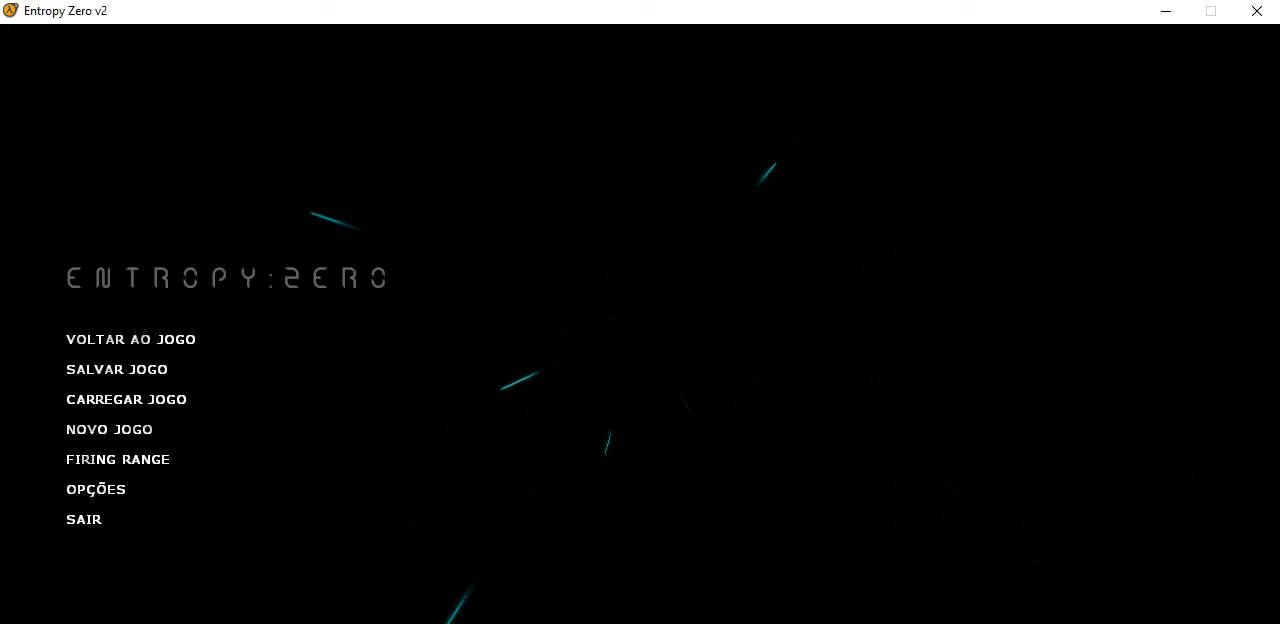 Entropy Zero v2
ENTROPY:ZERO
VOLTAR AO JOGO
SALVAR JOGO
CARREGAR JOGO
NOVO JOGO
FIRING RANGE
OPÇÕES
SAIR